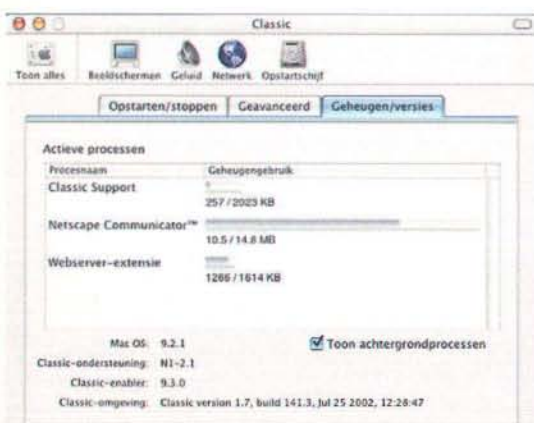 Classic
Toon alles Beeldschermen Geluid Netwerk Opstartschijf
Opstarten/stoppen Geavanceerd Geheugen/versies
Actieve processen
Procesnaam Geheugengebruik
Classic Support
257 / 2023 KB
Netscape Communicator™
10.5 / 14.8 MB
Webserver-extensie
1266 / 1614 KB
Mac OS: 9.2.1 Toon achtergrondprocessen
Classic-ondersteuning: N1-2.1
Classic-enabler: 9.3.0
Classic-omgeving: Classic version 1.7, build 141.3, Jul 25 2002, 12:28:47